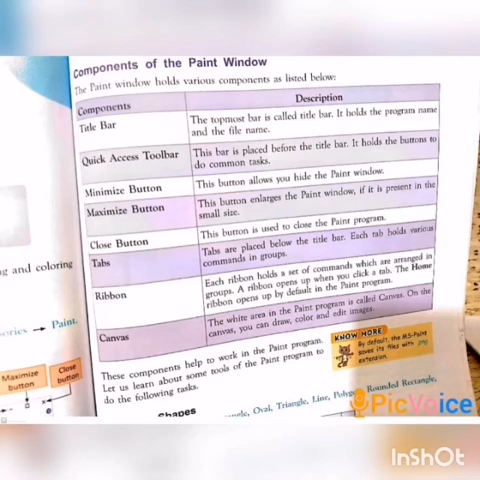 Components of the Paint Window
The Paint window holds various components as listed below:
Components Description
Title Bar
The topmost bar is called title bar. It holds the program name
and the file name.
Quick Access Toolbar
This bar is placed before the title bar. It holds the buttons to
do common tasks.
Minimize Button
This button allows you hide the Paint window.
Maximize Button
This button enlarges the Paint window, if it is present in the
small size.
Close Button
This button is used to close the Paint program.
Tabs
Tabs are placed below the title bar. Each tab holds various
commands in groups.
Ribbon
Each ribbon holds a set of commands which are arranged in
groups. A ribbon opens up when you click a tab. The Home
ribbon opens up by default in the Paint program.
Canvas
The white area in the Paint program is called Canvas. On the
canvas, you can draw, color and edit images.
These components help to work in the Paint program.
Let us learn about some tools of the Paint program to
do the following tasks.
KNOW MORE
By default, the MS-Paint
saves its files with .png
extension.
Shapes
Oval, Triangle, Line, Rounded Rectangle,
and coloring
→ Paint.
Maximize
button
Close
button
PicVoice
InShOt